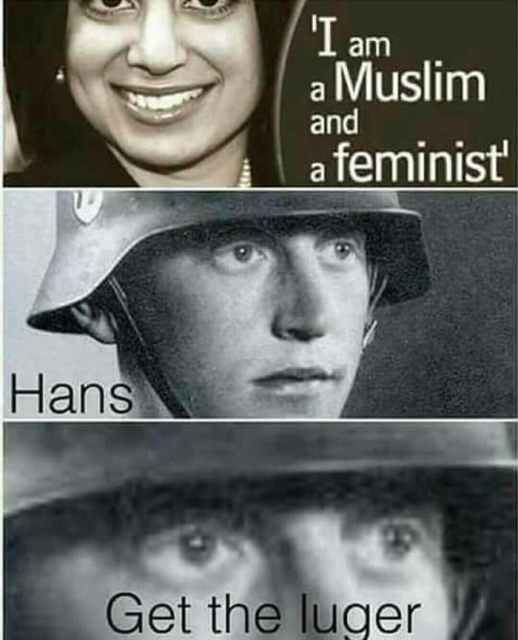 'I am
a Muslim
and
a feminist'
Hans
Get the luger